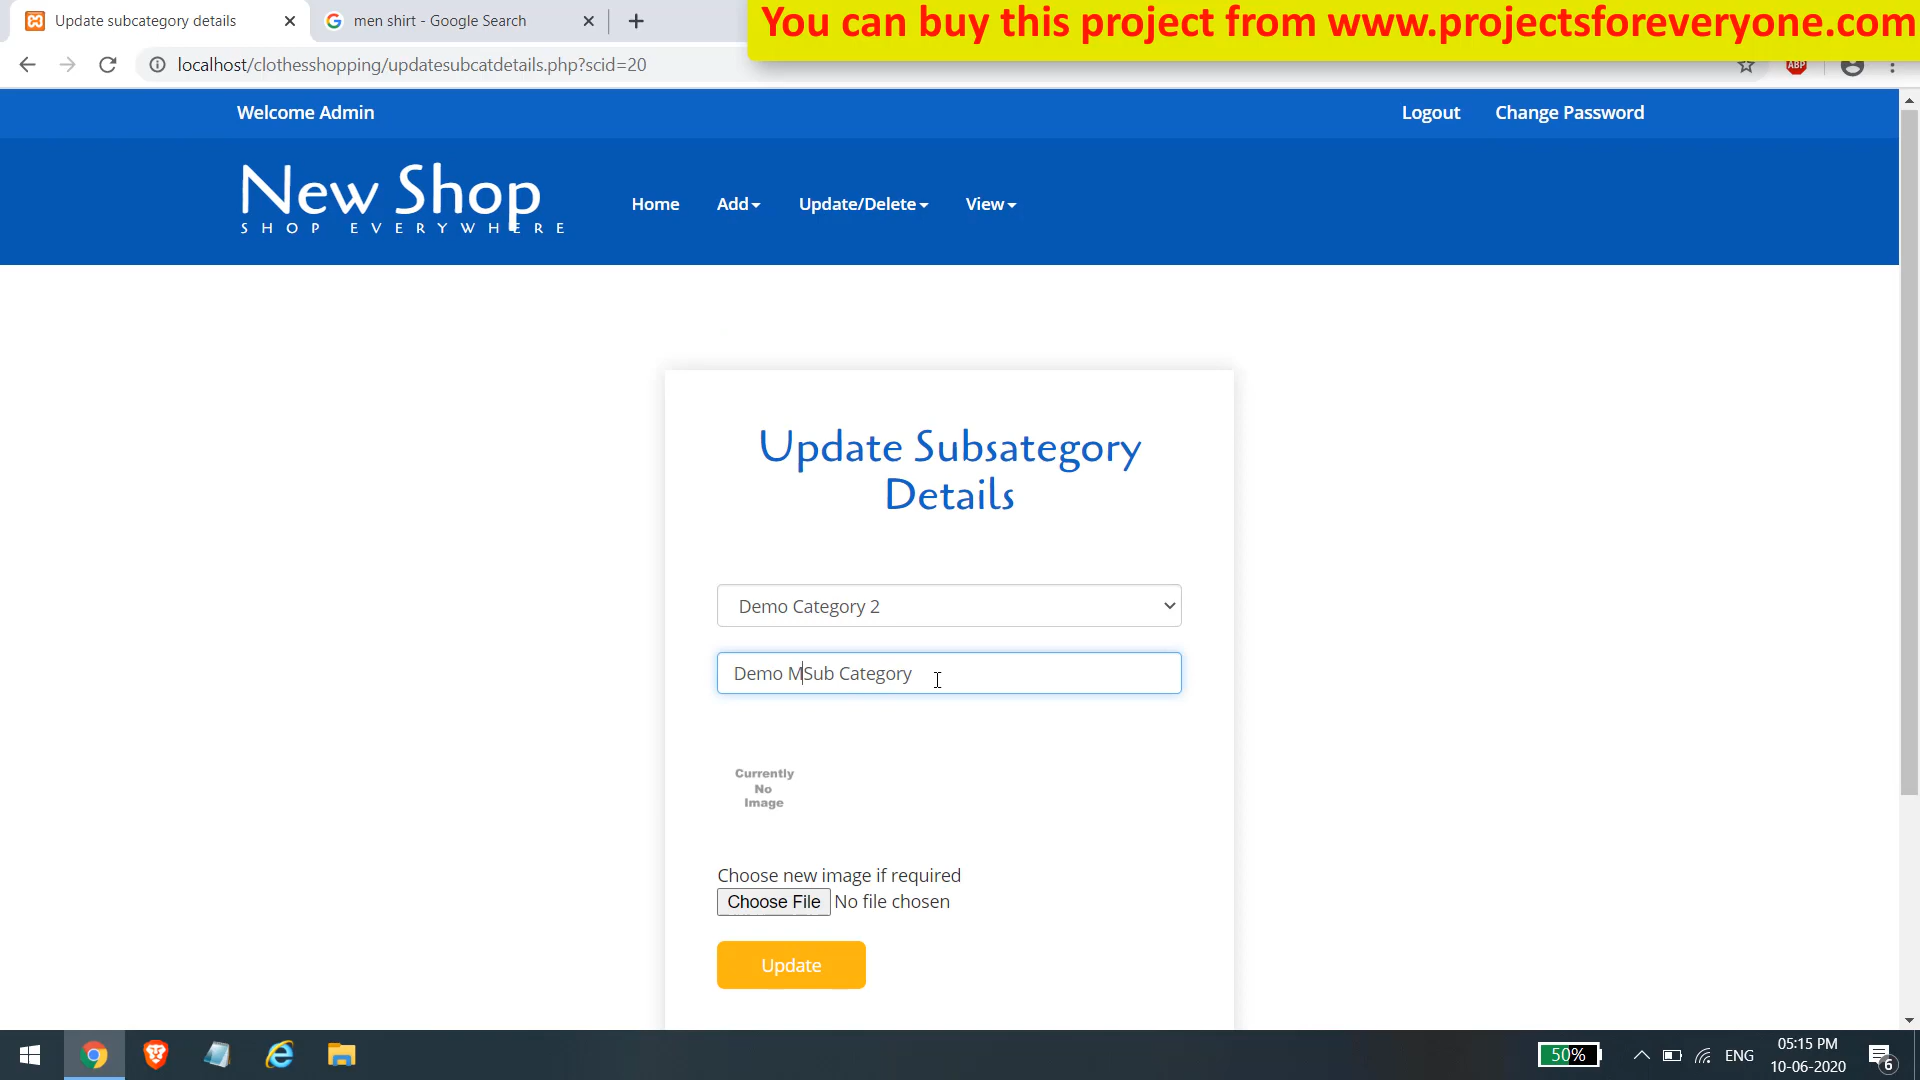 Update subcategory details
men shirt - Google Search
You can buy this project from www.projectsforeveryone.com
localhost/clothesshopping/updatesubcatdetails.php?scid=20
ABP
Welcome Admin
Logout
Change Password
New Shop
SHOP EVERYWHERE
Home
Add
Update/Delete
View
Update Subsategory
Details
Demo Category 2
Demo MSub Category
Currently
No
Image
Choose new image if required
Choose File
No file chosen
Update
50%
ENG
05:15 PM
10-06-2020
6